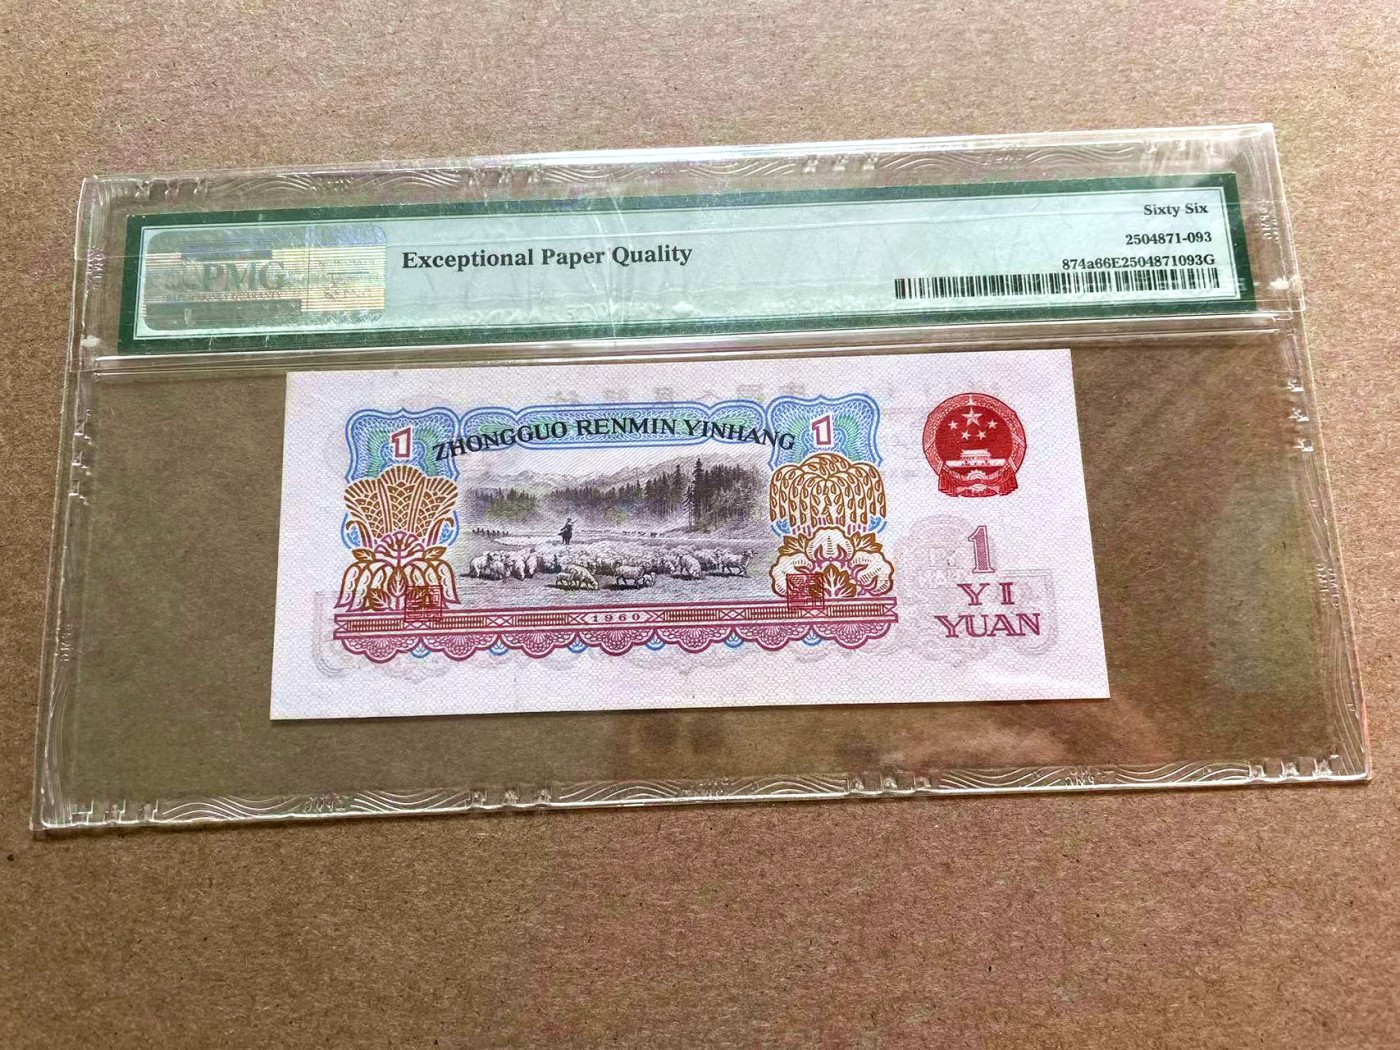 PMG
Exceptional Paper Quality
Sixty Six
2504871-093
874a66E2504871093G
1
ZHONGGUO RENMIN YINHANG
1
1960
1
YI
YUAN